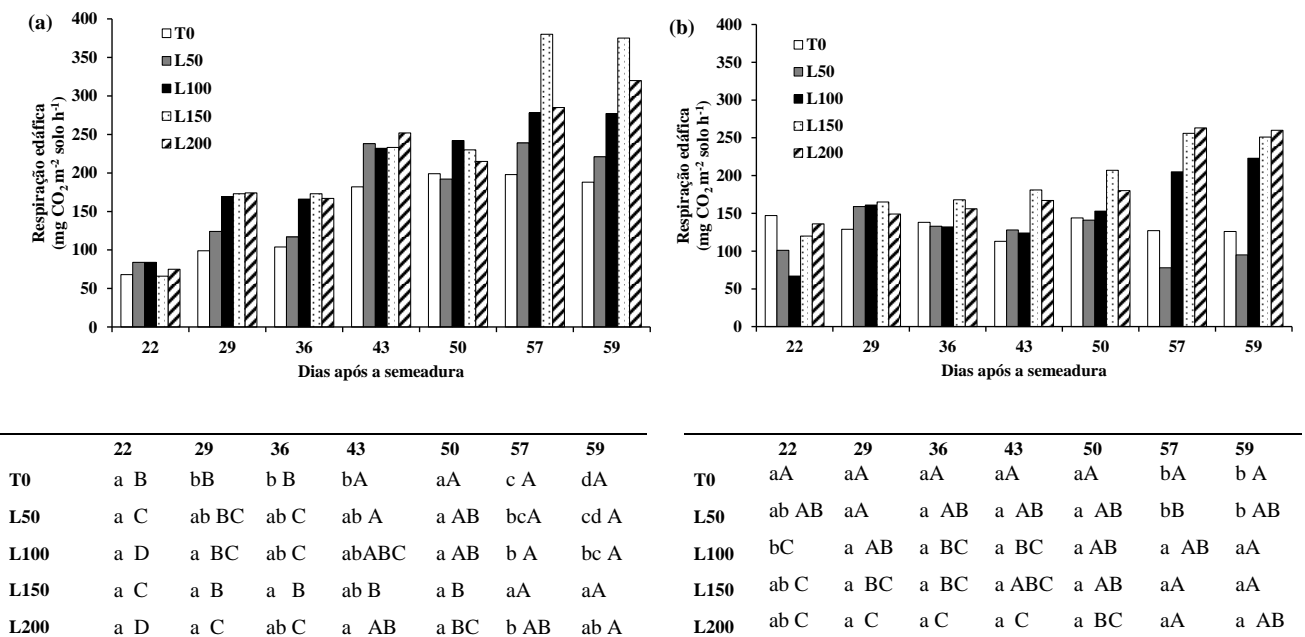 (a)
400
350
300
250
200
150
100
50
0
Respiração edáfica
(mg CO₂ m⁻² solo h⁻¹)
T0
L50
L100
L150
L200
22 29 36 43 50 57 59
Dias após a semeadura
(b)
400
350
300
250
200
150
100
50
0
Respiração edáfica
(mg CO₂ m⁻² solo h⁻¹)
T0
L50
L100
L150
L200
22 29 36 43 50 57 59
Dias após a semeadura
22 29 36 43 50 57 59
T0 a B bB b B bA aA c A dA
L50 a C ab BC ab C ab A a AB bcA cd A
L100 a D a BC ab C abABC a AB b A bc A
L150 a C a B a B ab B a B aA aA
L200 a D a C ab C a AB a BC b AB ab A
22 29 36 43 50 57 59
T0 aA aA aA aA aA bA b A
L50 ab AB aA a AB a AB a AB bB b AB
L100 bC a AB a BC a BC a AB a AB aA
L150 ab C a BC a BC a ABC a AB aA aA
L200 ab C a C a C a C a BC aA a AB